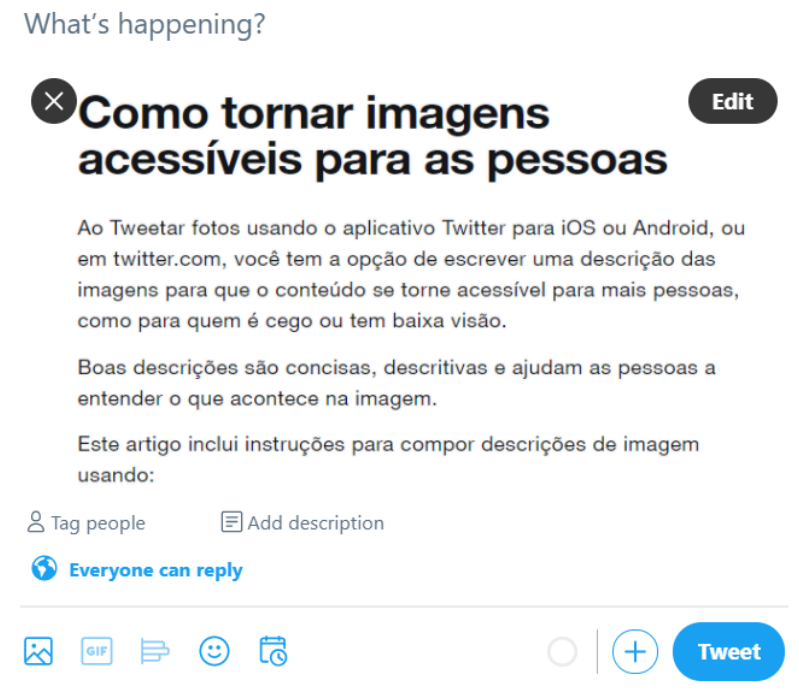 What's happening?
Edit
Como tornar imagens
acessíveis para as pessoas
Ao Tweetar fotos usando o aplicativo Twitter para iOS ou Android, ou
em twitter.com, você tem a opção de escrever uma descrição das
imagens para que o conteúdo se torne acessível para mais pessoas,
como para quem é cego ou tem baixa visão.
Boas descrições são concisas, descritivas e ajudam as pessoas a
entender o que acontece na imagem.
Este artigo inclui instruções para compor descrições de imagem
usando:
Tag people Add description
Everyone can reply
GIF Tweet